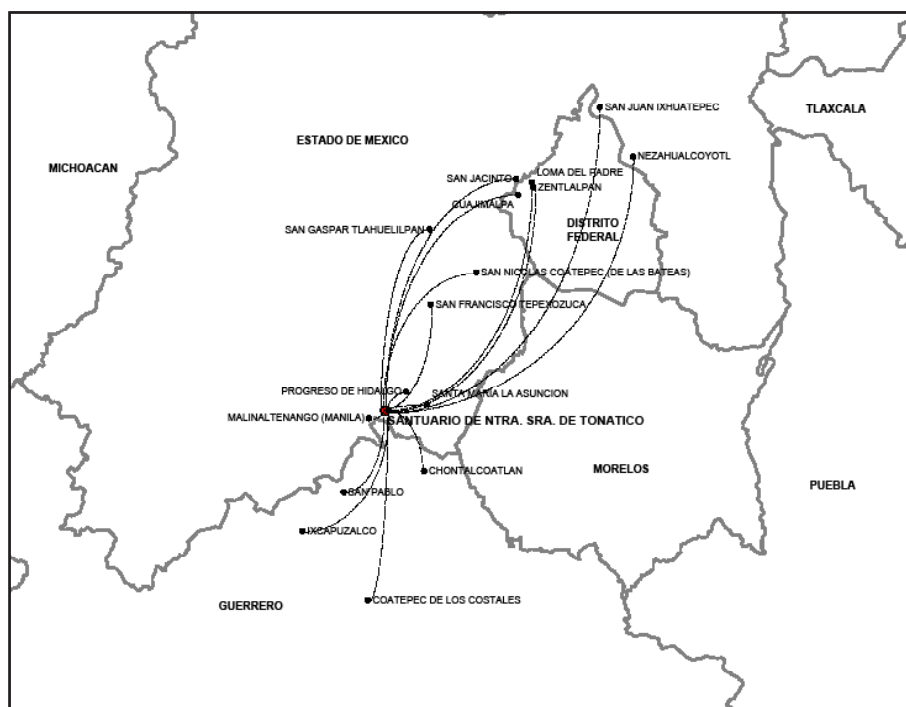 SAN JUAN IXHUATEPEC
TLAXCALA
ESTADO DE MEXICO
NEZAHUALCOYOTL
MICHOACAN
LOMA DEL PADRE
SAN JACINTO
ZENTLALPAN
CUAJIMALPA
DISTRITO
FEDERAL
SAN GASPAR TLAHUELILPAN
SAN NICOLAS COATEPEC (DE LAS BATEAS)
SAN FRANCISCO TEPEXOZUCA
PROGRESO DE HIDALGO
SANTA MARIA LA ASUNCION
MALINALTENANGO (MANILA)
SANTUARIO DE NTRA. SRA. DE TONATICO
CHONTALCOATLAN
MORELOS
PUEBLA
SAN PABLO
IXCAPUZALCO
COATEPEC DE LOS COSTALES
GUERRERO